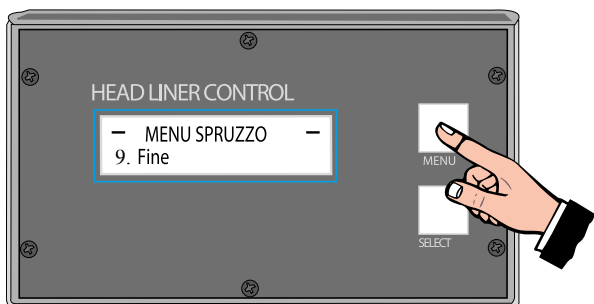 HEAD LINER CONTROL
– MENU SPRUZZO –
9. Fine
MENU
SELECT